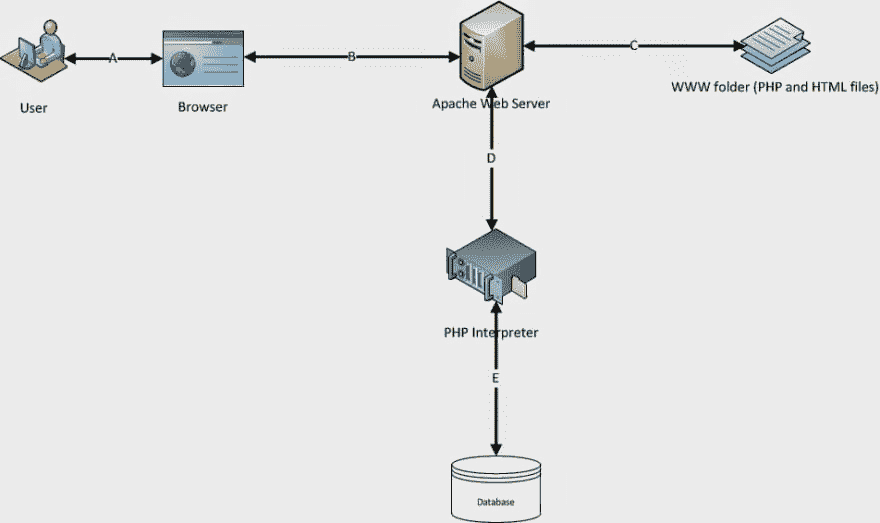 A
B
C
User
Browser
Apache Web Server
WWW folder (PHP and HTML files)
D
PHP Interpreter
E
Database